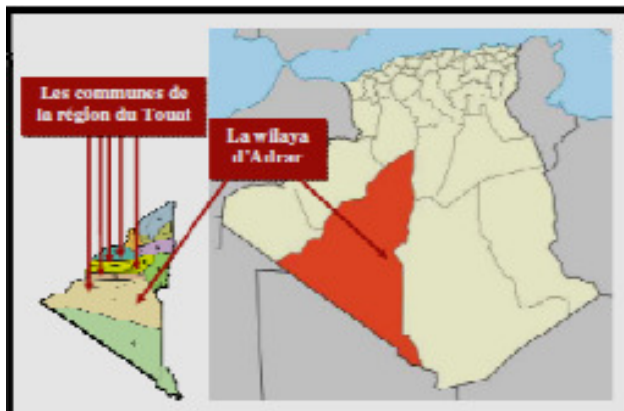 Les communes de
la région du Touat
La wilaya
d'Adrar